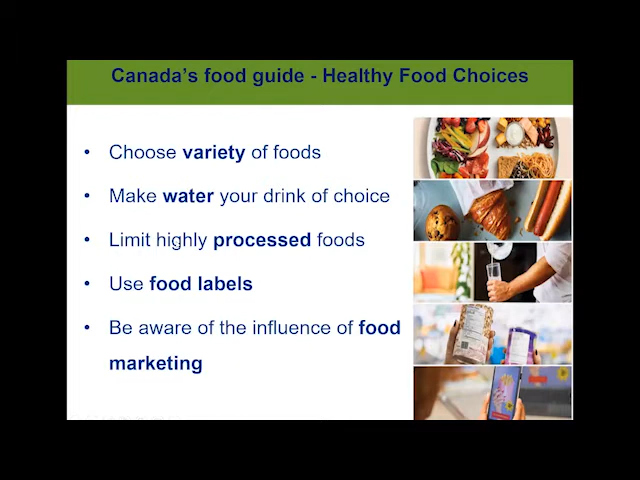 Canada's food guide - Healthy Food Choices
• Choose variety of foods
• Make water your drink of choice
• Limit highly processed foods
• Use food labels
• Be aware of the influence of food
marketing